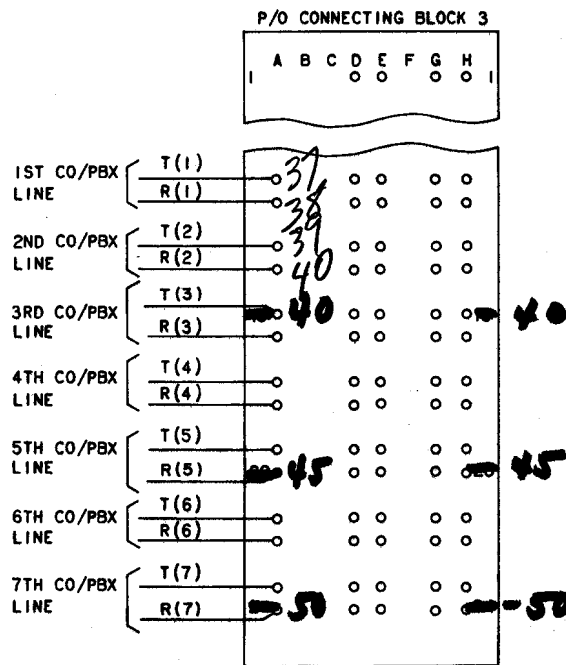 P/O CONNECTING BLOCK 3
A B C D E F G H
1 1
1ST CO/PBX LINE T(1) 37
R(1) 38
2ND CO/PBX LINE T(2) 39
R(2) 40
3RD CO/PBX LINE T(3) 40 40
R(3)
4TH CO/PBX LINE T(4)
R(4)
5TH CO/PBX LINE T(5)
R(5) 45 45
6TH CO/PBX LINE T(6)
R(6)
7TH CO/PBX LINE T(7)
R(7) 50 50